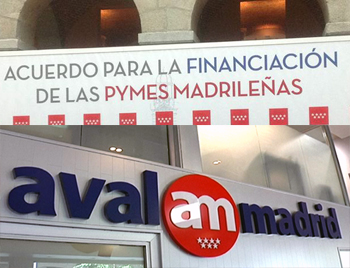 ACUERDO PARA LA FINANCIACIÓN
DE LAS PYMES MADRILEÑAS
aval am madrid